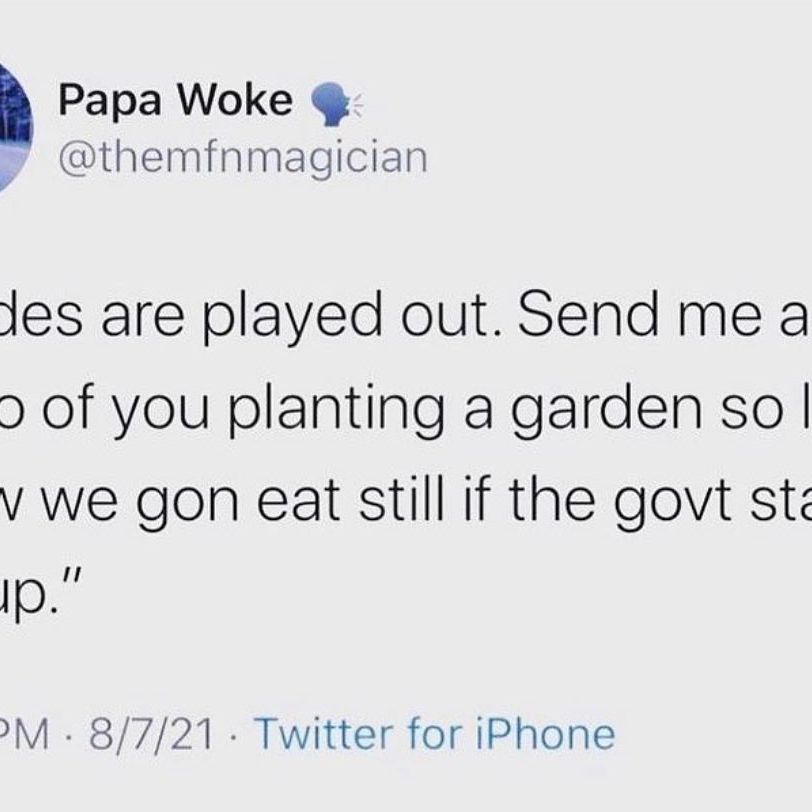 Papa Woke 🗣
@themfnmagician
des are played out. Send me a
o of you planting a garden so I
w we gon eat still if the govt sta
up."
PM · 8/7/21 · Twitter for iPhone